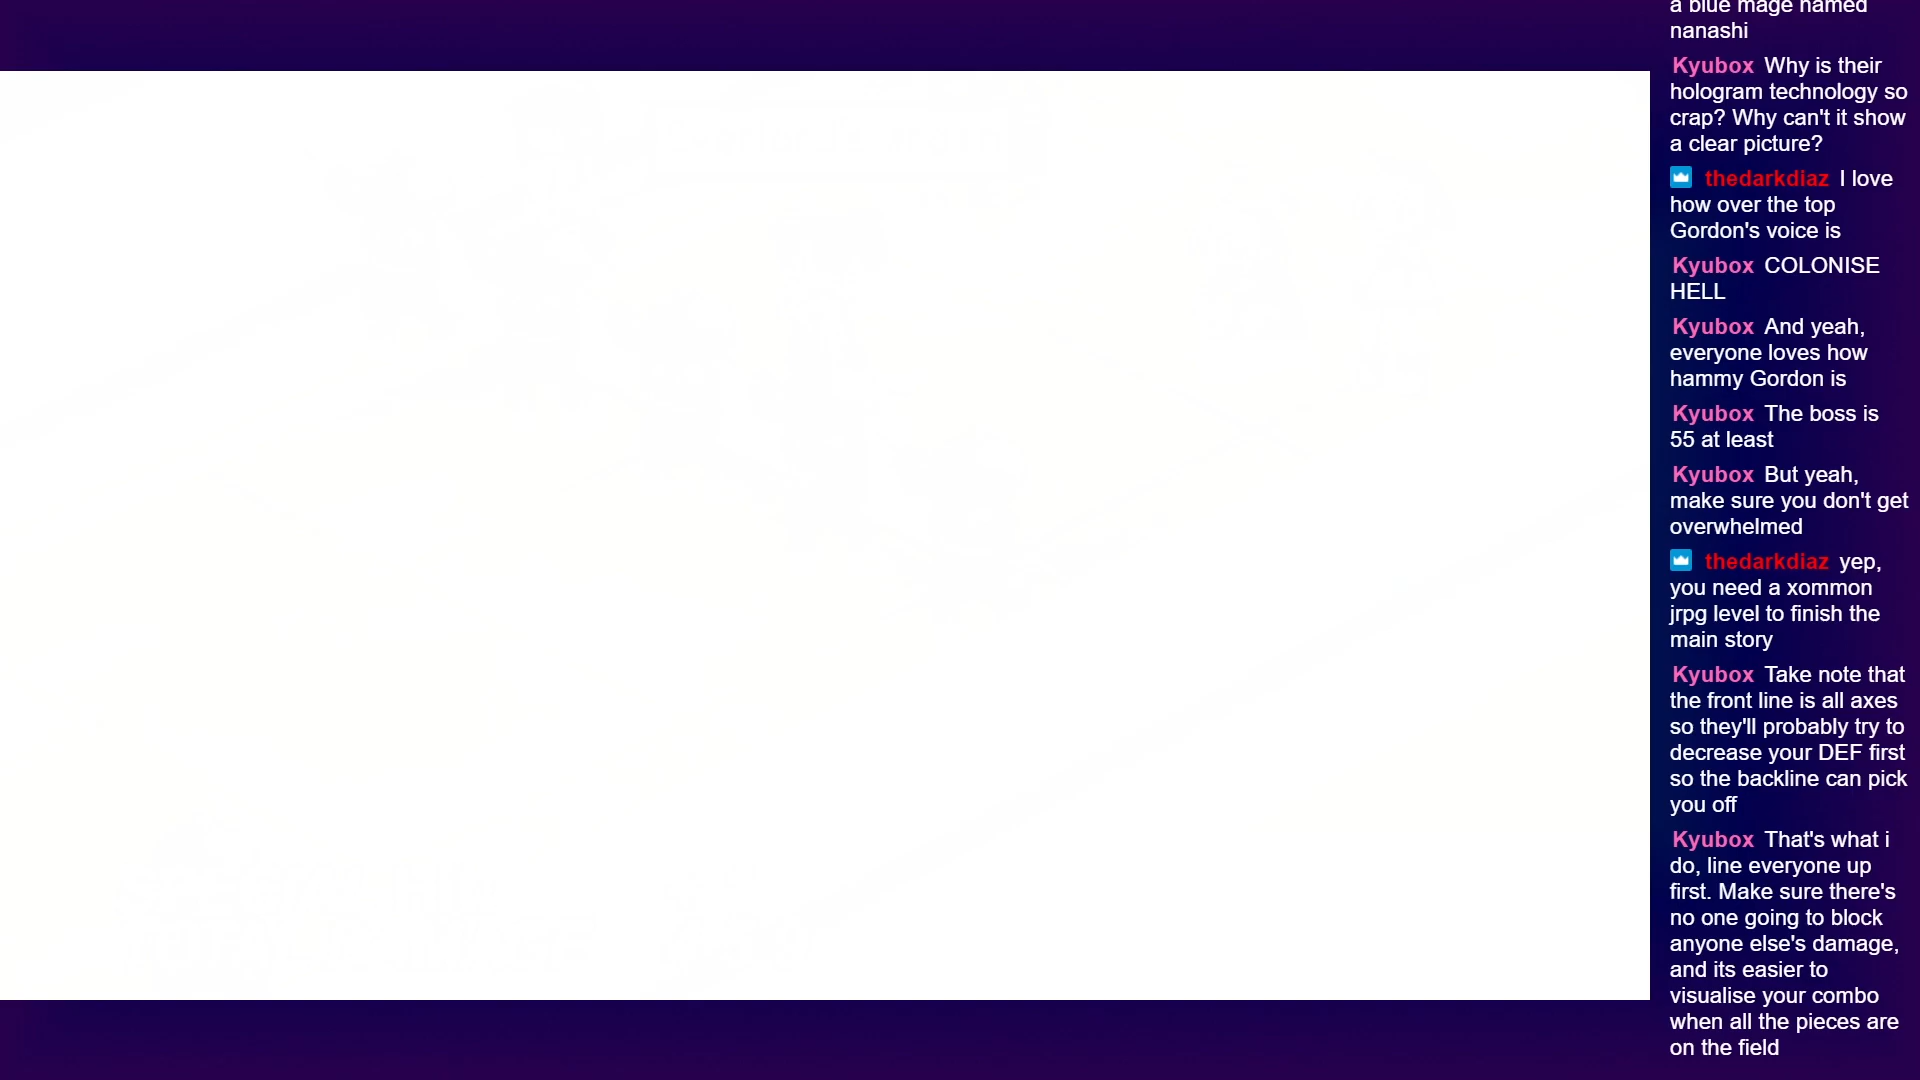 a blue mage named
nanashi
Kyubox Why is their
hologram technology so
crap? Why can't it show
a clear picture?
thedarkdiaz I love
how over the top
Gordon's voice is
Kyubox COLONISE
HELL
Kyubox And yeah,
everyone loves how
hammy Gordon is
Kyubox The boss is
55 at least
Kyubox But yeah,
make sure you don't get
overwhelmed
thedarkdiaz yep,
you need a xommon
jrpg level to finish the
main story
Kyubox Take note that
the front line is all axes
so they'll probably try to
decrease your DEF first
so the backline can pick
you off
Kyubox That's what i
do, line everyone up
first. Make sure there's
no one going to block
anyone else's damage,
and its easier to
visualise your combo
when all the pieces are
on the field